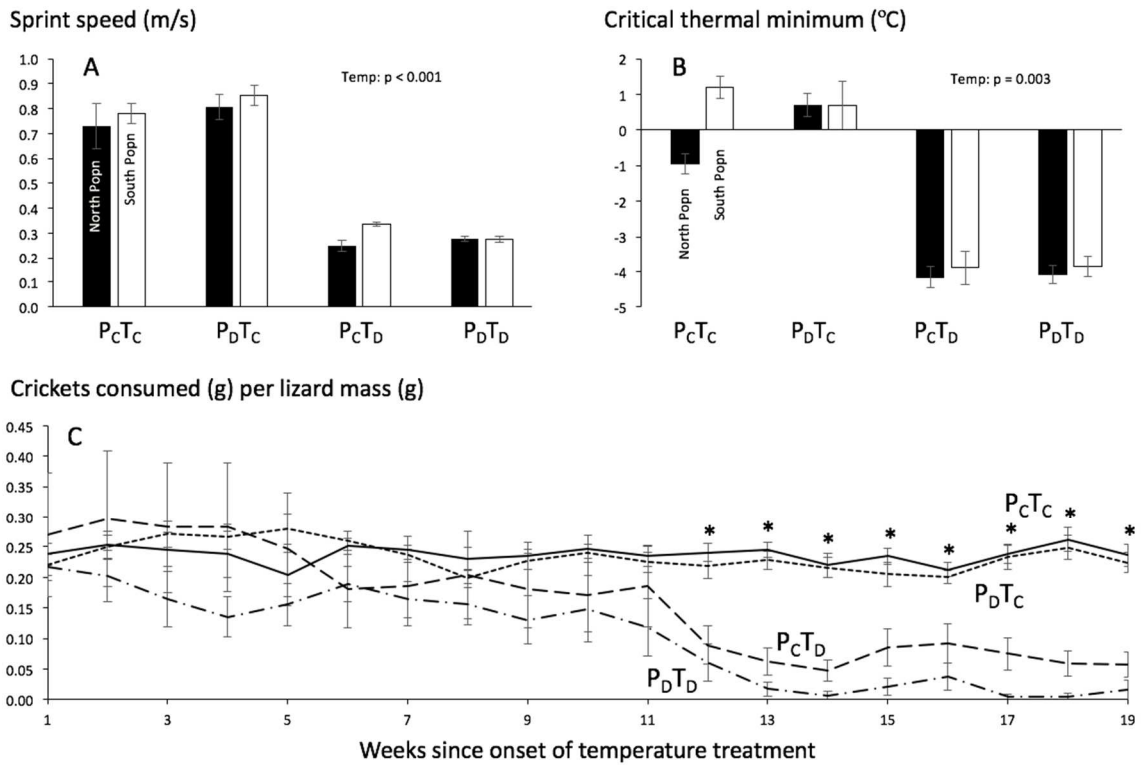 Sprint speed (m/s)
A
Temp: p < 0.001
1.0
0.9
0.8
0.7
0.6
0.5
0.4
0.3
0.2
0.1
0.0
North Popn
South Popn
PCTC PDTC PCTD PDTD
Critical thermal minimum (°C)
B
Temp: p = 0.003
2
1
0
-1
-2
-3
-4
-5
North Popn
South Popn
PCTC PDTC PCTD PDTD
Crickets consumed (g) per lizard mass (g)
C
0.45
0.40
0.35
0.30
0.25
0.20
0.15
0.10
0.05
0.00
PCTC
* * * * * * * *
PDTC
PCTD
PDTD
1 3 5 7 9 11 13 15 17 19
Weeks since onset of temperature treatment